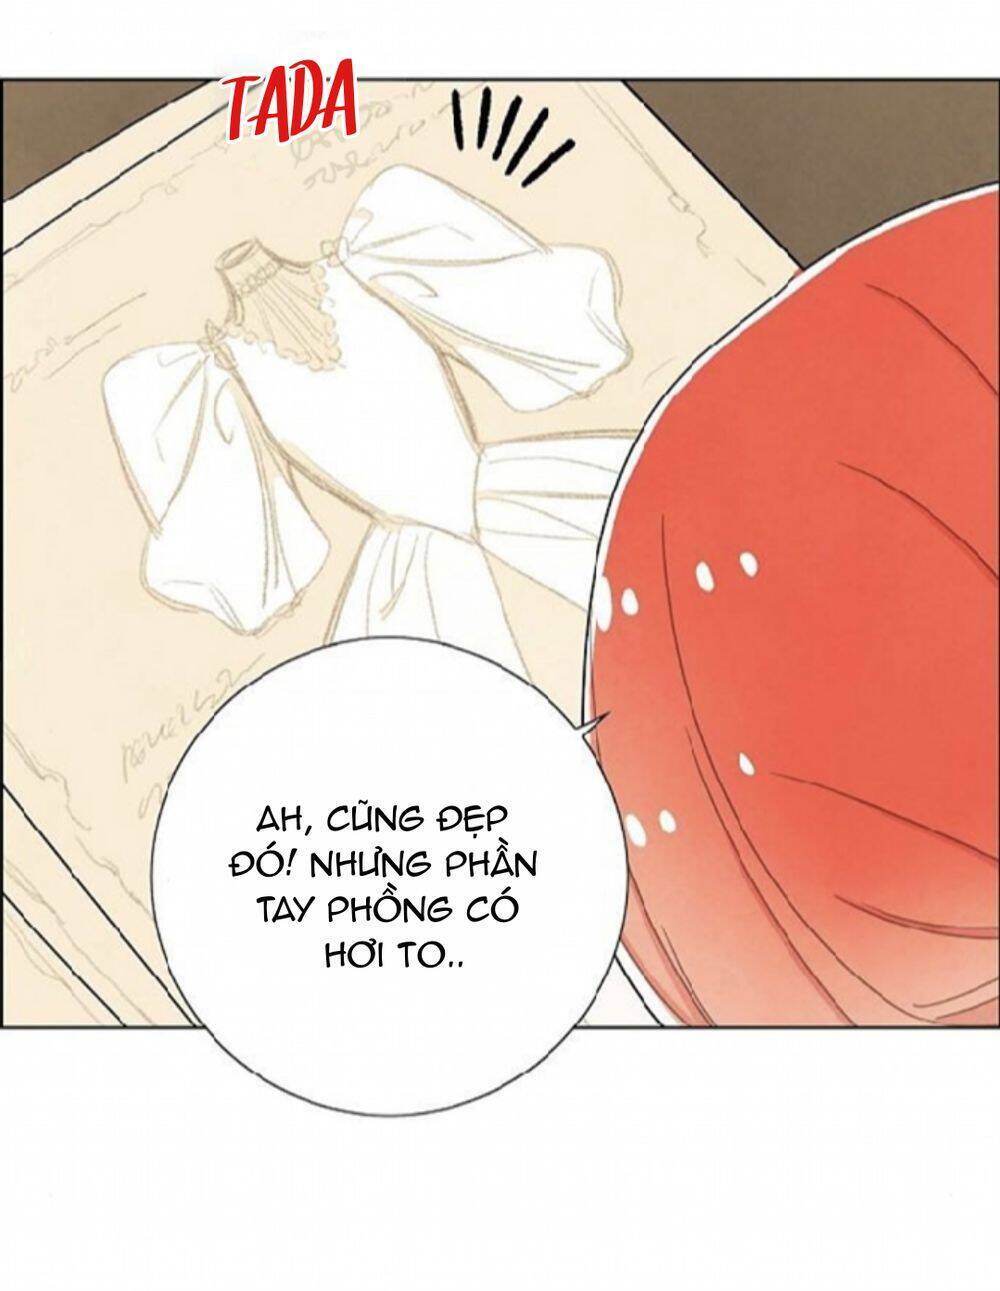 TADA
AH, CŨNG ĐẸP
ĐÓ! NHƯNG PHẦN
TAY PHỒNG CÓ
HƠI TO..